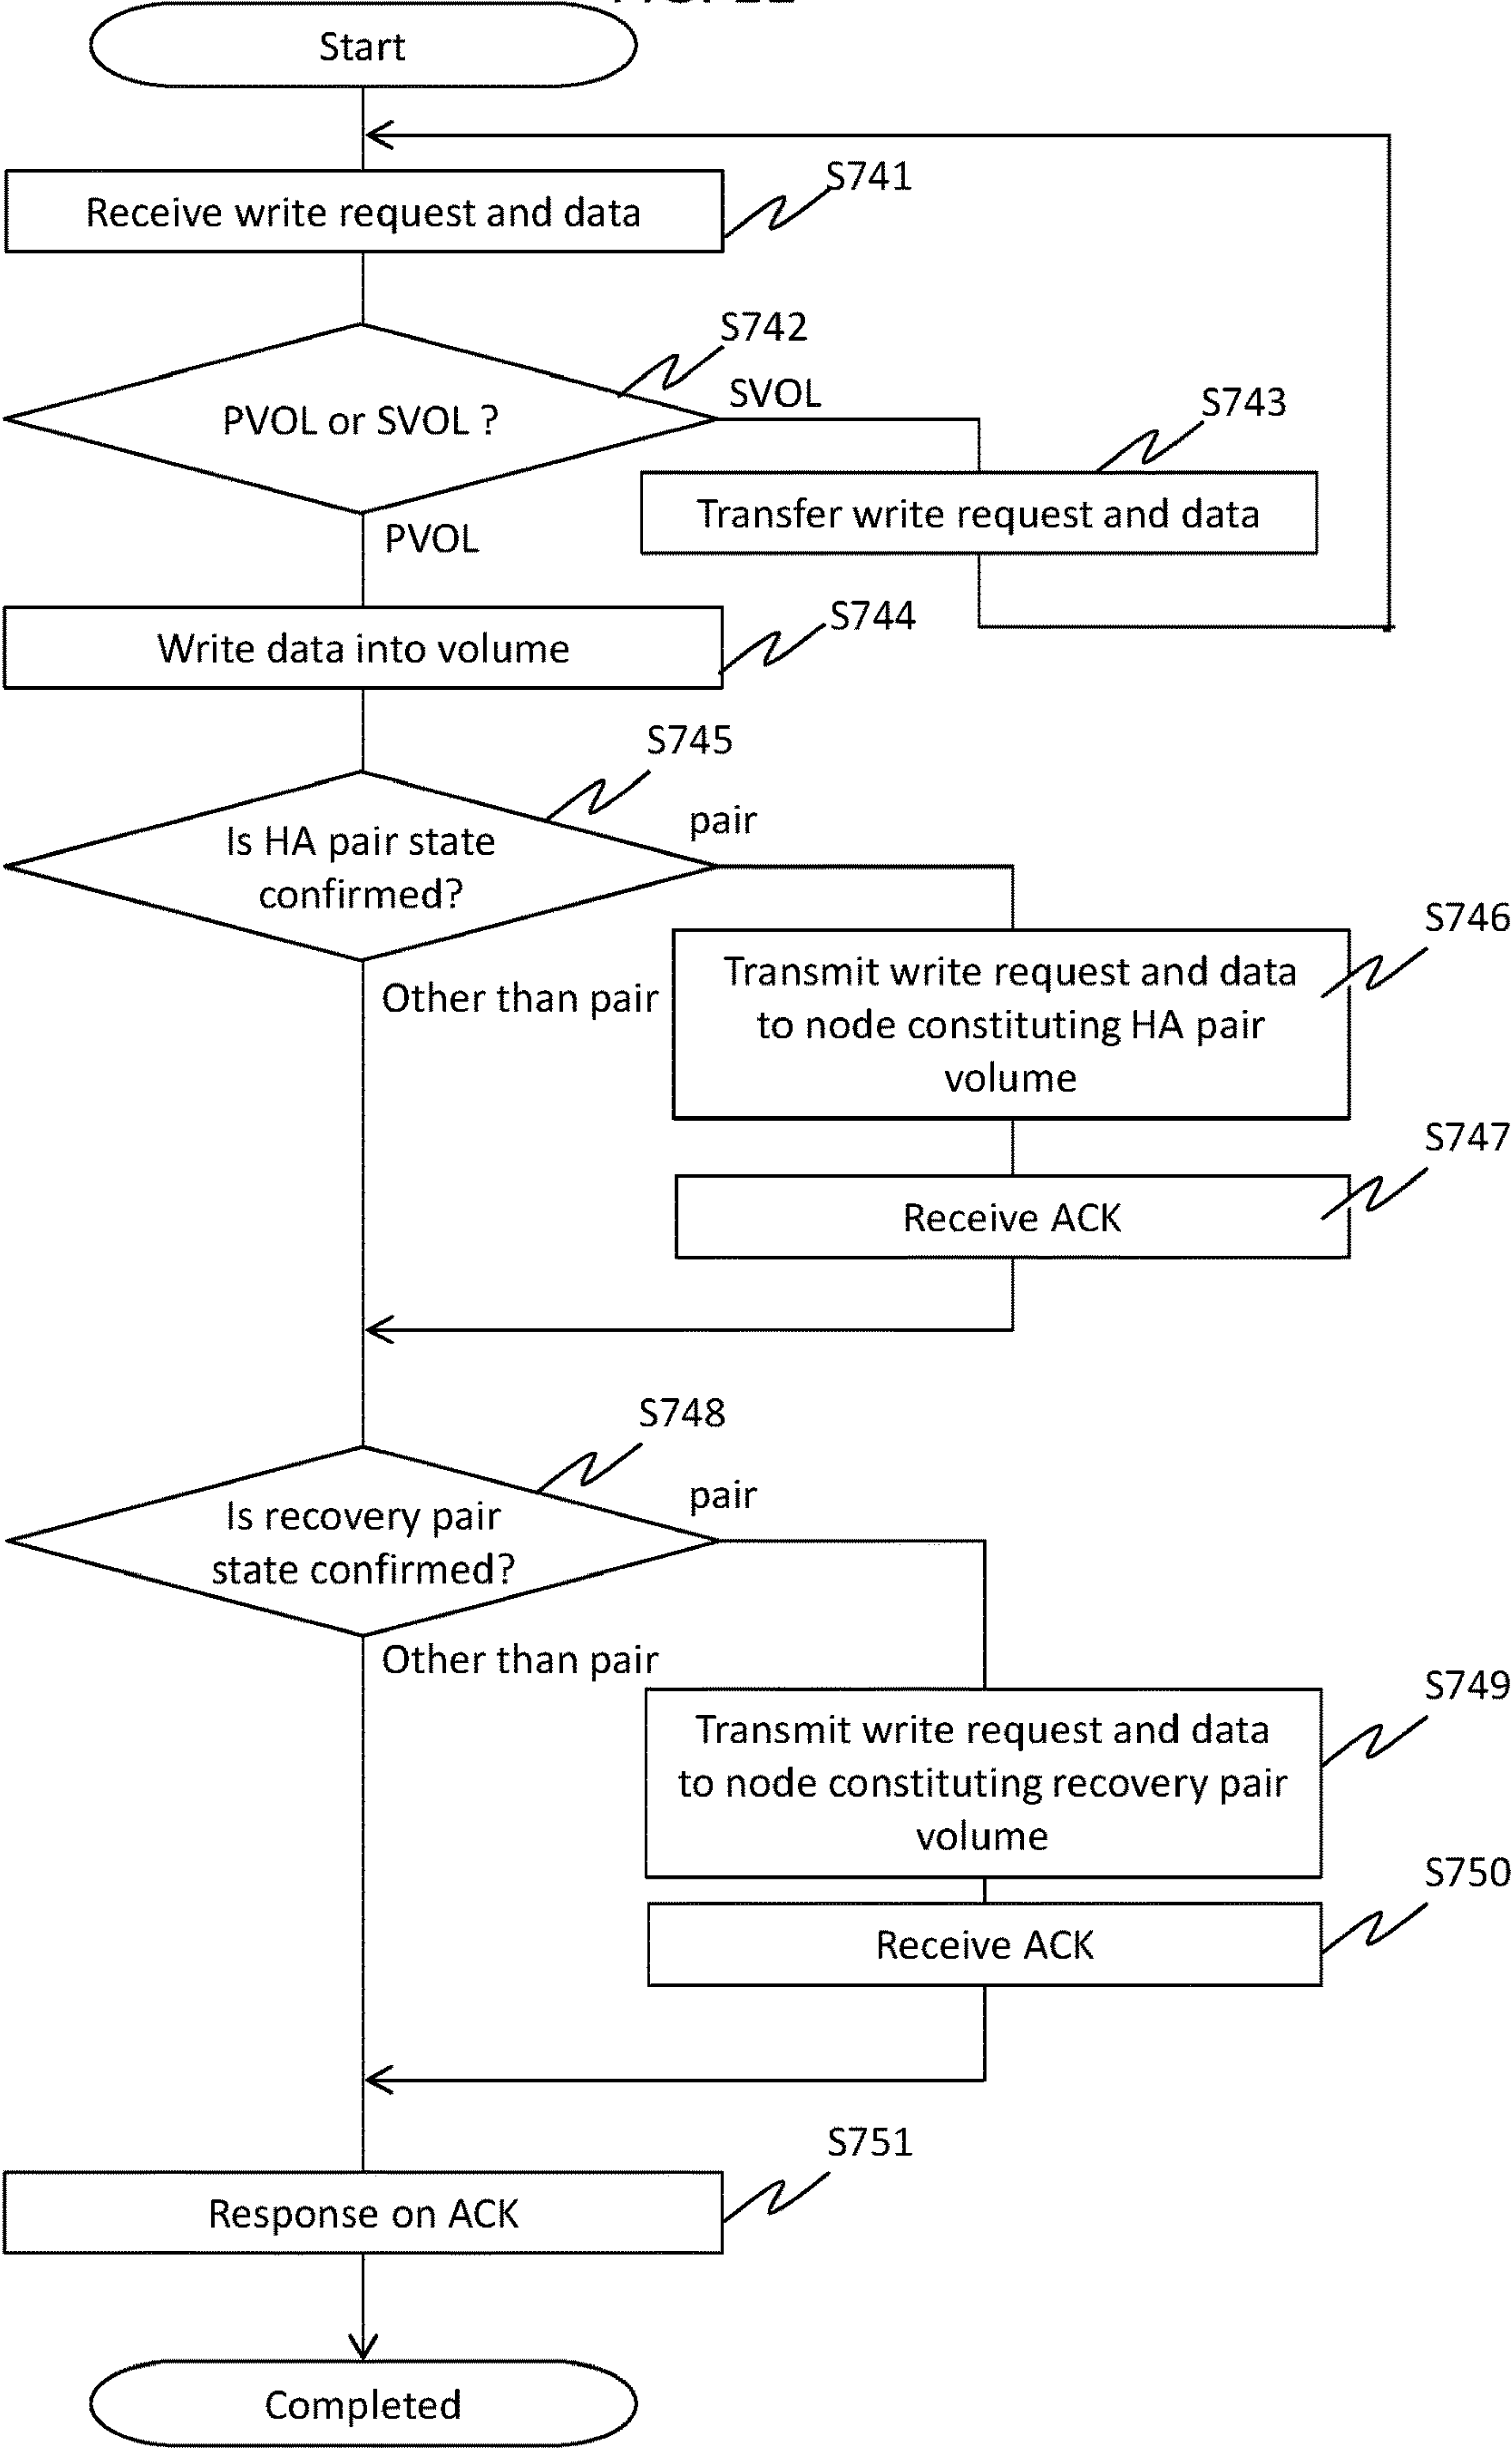 Start
Receive write request and data
S741
S742
PVOL or SVOL ?
SVOL
S743
Transfer write request and data
PVOL
Write data into volume
S744
S745
Is HA pair state
confirmed?
pair
Other than pair
S746
Transmit write request and data
to node constituting HA pair
volume
S747
Receive ACK
S748
Is recovery pair
state confirmed?
pair
Other than pair
S749
Transmit write request and data
to node constituting recovery pair
volume
S750
Receive ACK
S751
Response on ACK
Completed